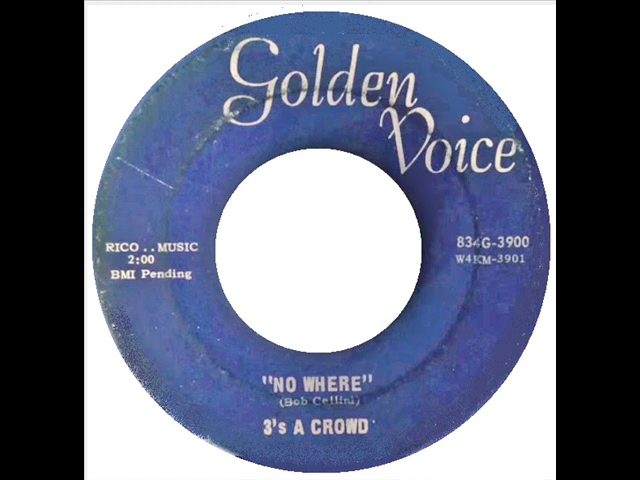 Golden
Voice
RICO . . MUSIC
2:00
BMI Pending
834G-3900
W4KM-3901
"NO WHERE"
(Bob Cellini)
3's A CROWD